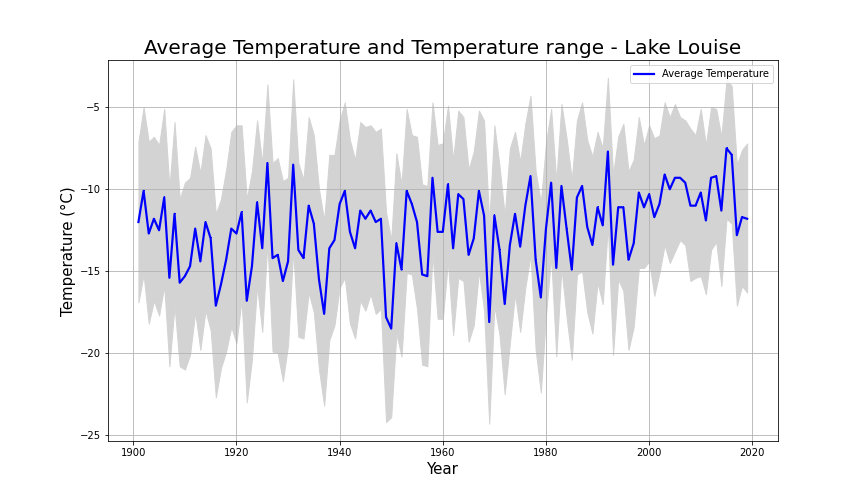 Average Temperature and Temperature range - Lake Louise
Average Temperature
Temperature (°C)
−5
−10
−15
−20
−25
1900 1920 1940 1960 1980 2000 2020
Year